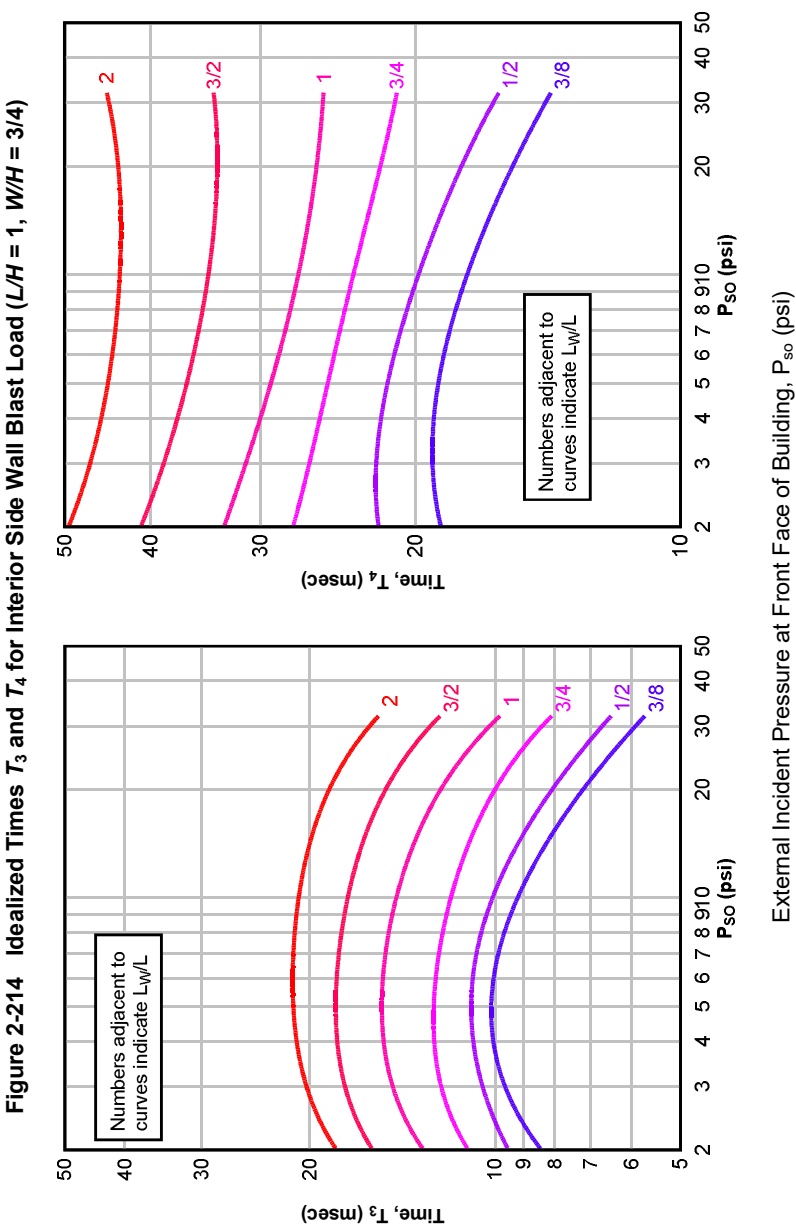 Figure 2-214 Idealized Times T3 and T4 for Interior Side Wall Blast Load (L/H = 1, W/H = 3/4)
Time, T3 (msec)
50
40
30
20
10
9
8
7
6
5
Numbers adjacent to
curves indicate LW/L
2
3/2
1
3/4
1/2
3/8
2 3 4 5 6 7 8 910 20 30 40 50
PSO (psi)
Time, T4 (msec)
50
40
30
20
10
2
3/2
1
3/4
1/2
3/8
Numbers adjacent to
curves indicate LW/L
2 3 4 5 6 7 8 910 20 30 40 50
PSO (psi)
External Incident Pressure at Front Face of Building, Pso (psi)